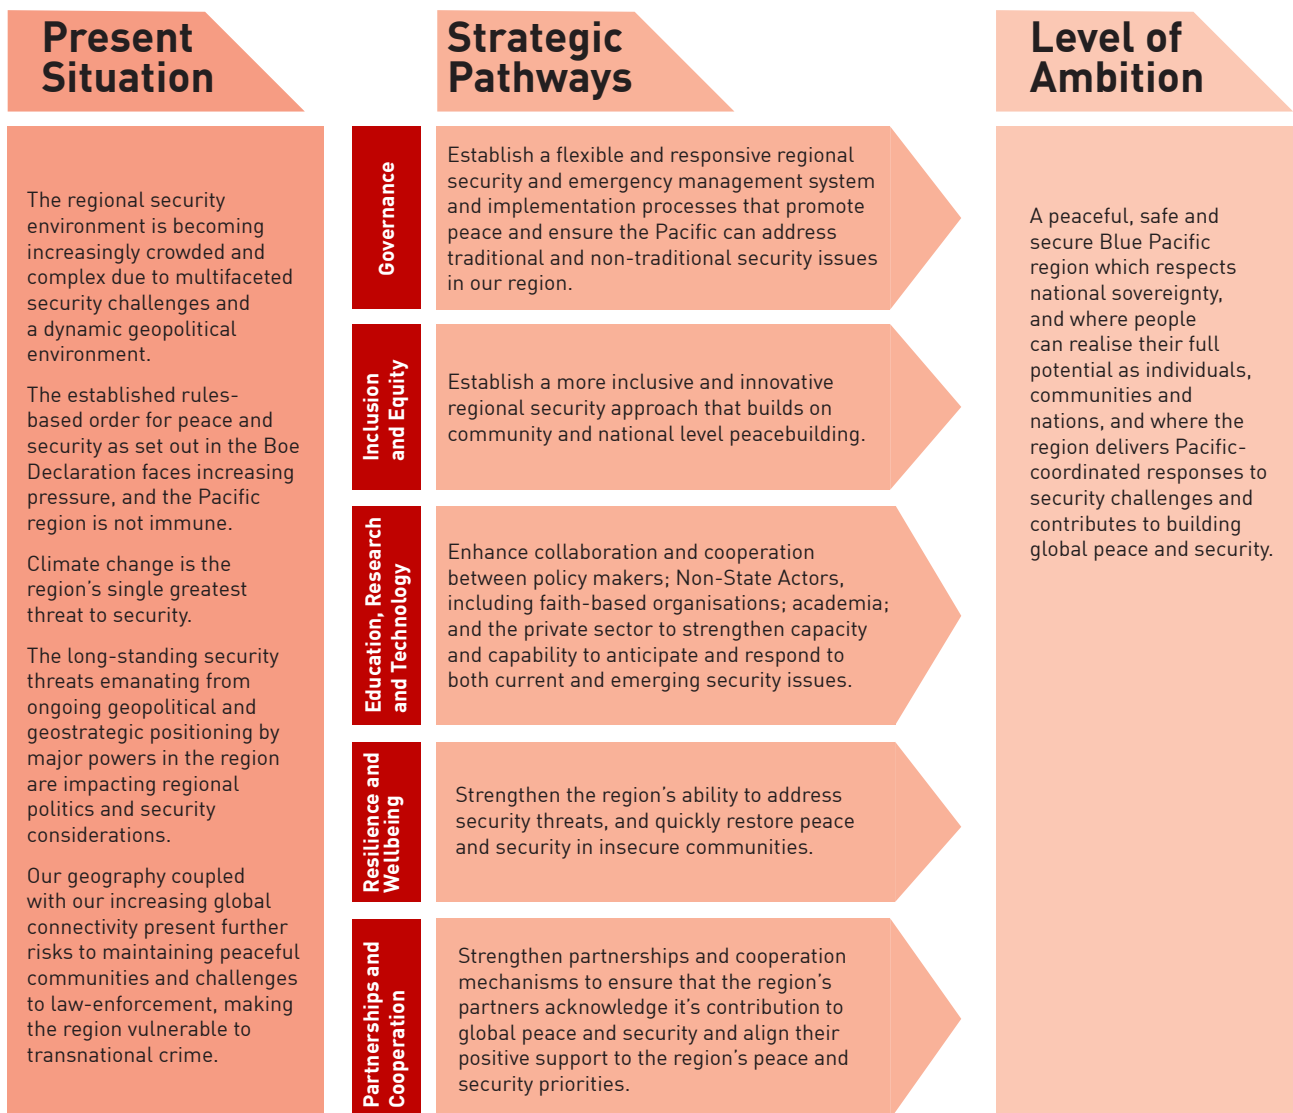 Present
Situation
The regional security
environment is becoming
increasingly crowded and
complex due to multifaceted
security challenges and
a dynamic geopolitical
environment.
The established rules-
based order for peace and
security as set out in the Boe
Declaration faces increasing
pressure, and the Pacific
region is not immune.
Climate change is the
region's single greatest
threat to security.
The long-standing security
threats emanating from
ongoing geopolitical and
geostrategic positioning by
major powers in the region
are impacting regional
politics and security
considerations.
Our geography coupled
with our increasing global
connectivity present further
risks to maintaining peaceful
communities and challenges
to law-enforcement, making
the region vulnerable to
transnational crime.
Strategic
Pathways
Governance
Establish a flexible and responsive regional
security and emergency management system
and implementation processes that promote
peace and ensure the Pacific can address
traditional and non-traditional security issues
in our region.
Inclusion
and Equity
Establish a more inclusive and innovative
regional security approach that builds on
community and national level peacebuilding.
Education, Research
and Technology
Enhance collaboration and cooperation
between policy makers; Non-State Actors,
including faith-based organisations; academia;
and the private sector to strengthen capacity
and capability to anticipate and respond to
both current and emerging security issues.
Resilience and
Wellbeing
Strengthen the region's ability to address
security threats, and quickly restore peace
and security in insecure communities.
Partnerships and
Cooperation
Strengthen partnerships and cooperation
mechanisms to ensure that the region's
partners acknowledge it's contribution to
global peace and security and align their
positive support to the region's peace and
security priorities.
Level of
Ambition
A peaceful, safe and
secure Blue Pacific
region which respects
national sovereignty,
and where people
can realise their full
potential as individuals,
communities and
nations, and where the
region delivers Pacific-
coordinated responses to
security challenges and
contributes to building
global peace and security.